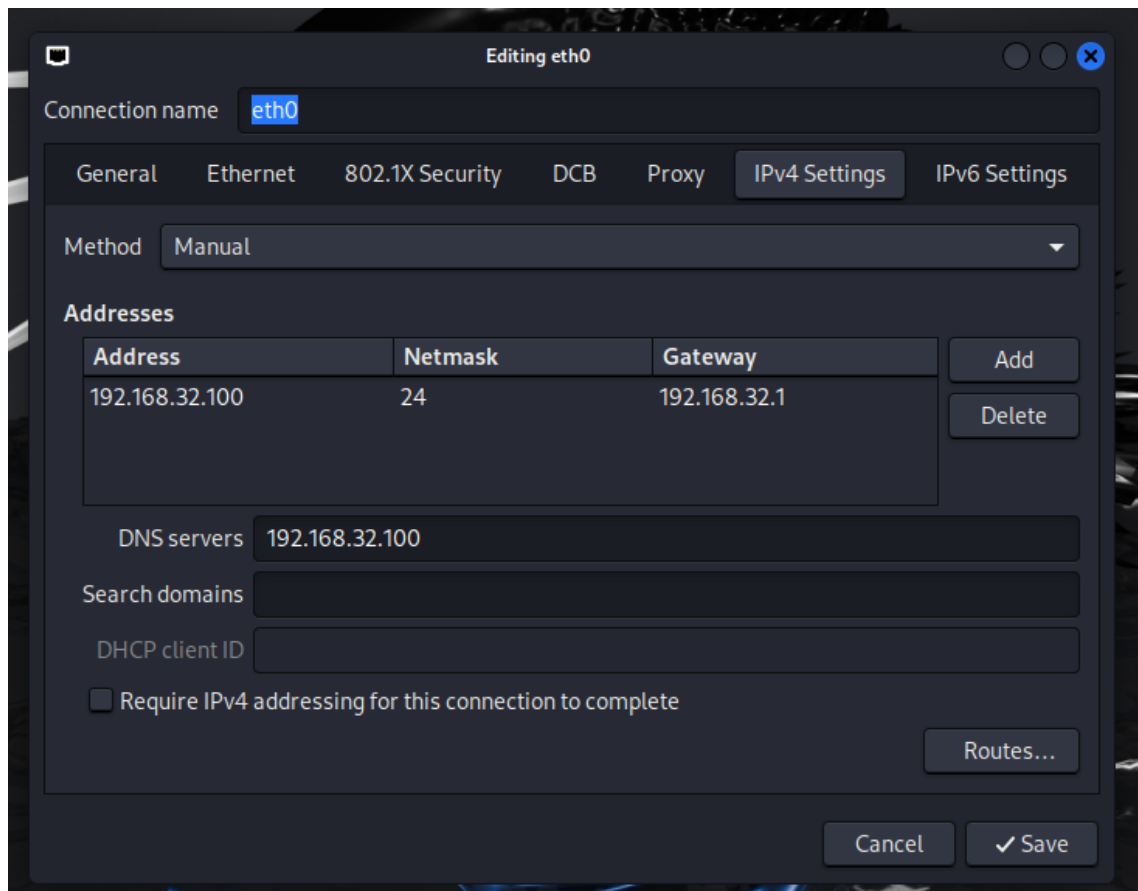 Editing eth0
Connection name eth0
General Ethernet 802.1X Security DCB Proxy IPv4 Settings IPv6 Settings
Method Manual
Addresses
Address Netmask Gateway
192.168.32.100 24 192.168.32.1
Add
Delete
DNS servers 192.168.32.100
Search domains
DHCP client ID
Require IPv4 addressing for this connection to complete
Routes...
Cancel Save